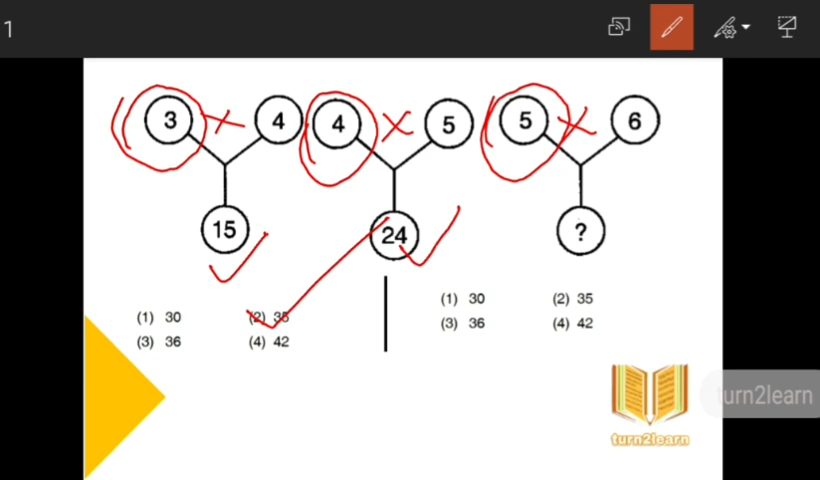 1
3 × 4 4 × 5 5 × 6
15 24 ?
(1) 30 (2) 35
(3) 36 (4) 42
(1) 30 (2) 35
(3) 36 (4) 42
turn2learn
turn2learn